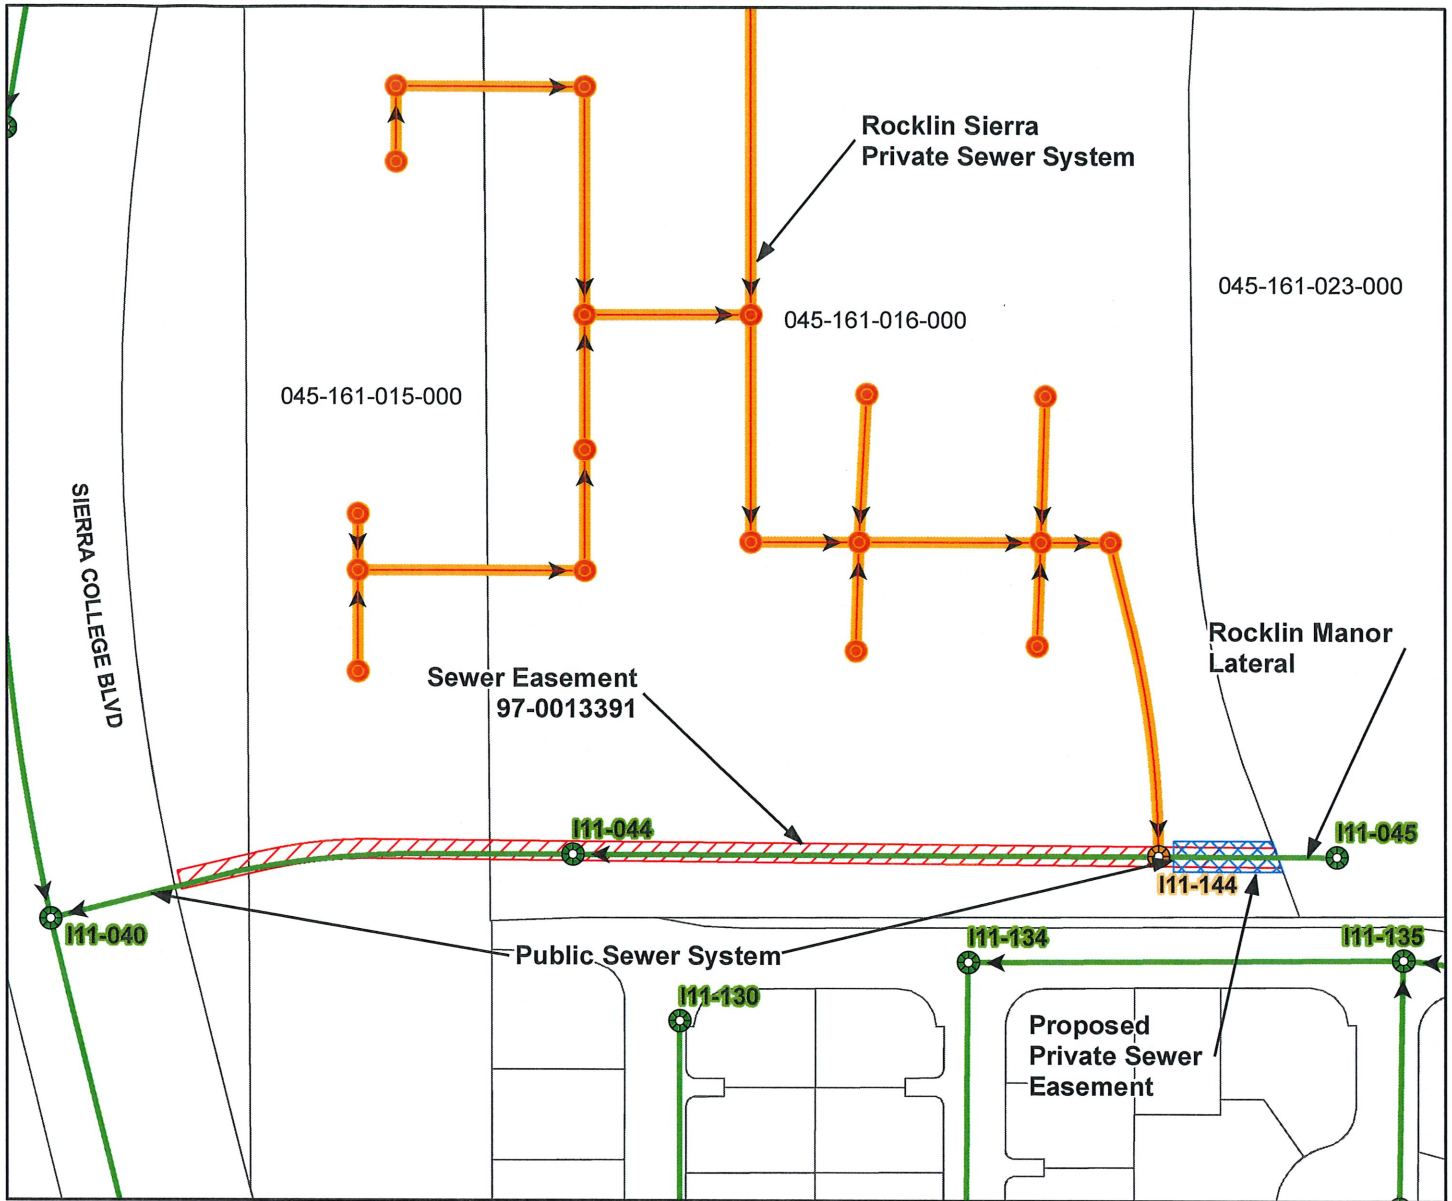 Rocklin Sierra
Private Sewer System
045-161-023-000
045-161-016-000
045-161-015-000
SIERRA COLLEGE BLVD
Rocklin Manor
Lateral
Sewer Easement
97-0013391
I11-044
I11-045
I11-144
I11-040
Public Sewer System
I11-134
I11-135
I11-130
Proposed
Private Sewer
Easement